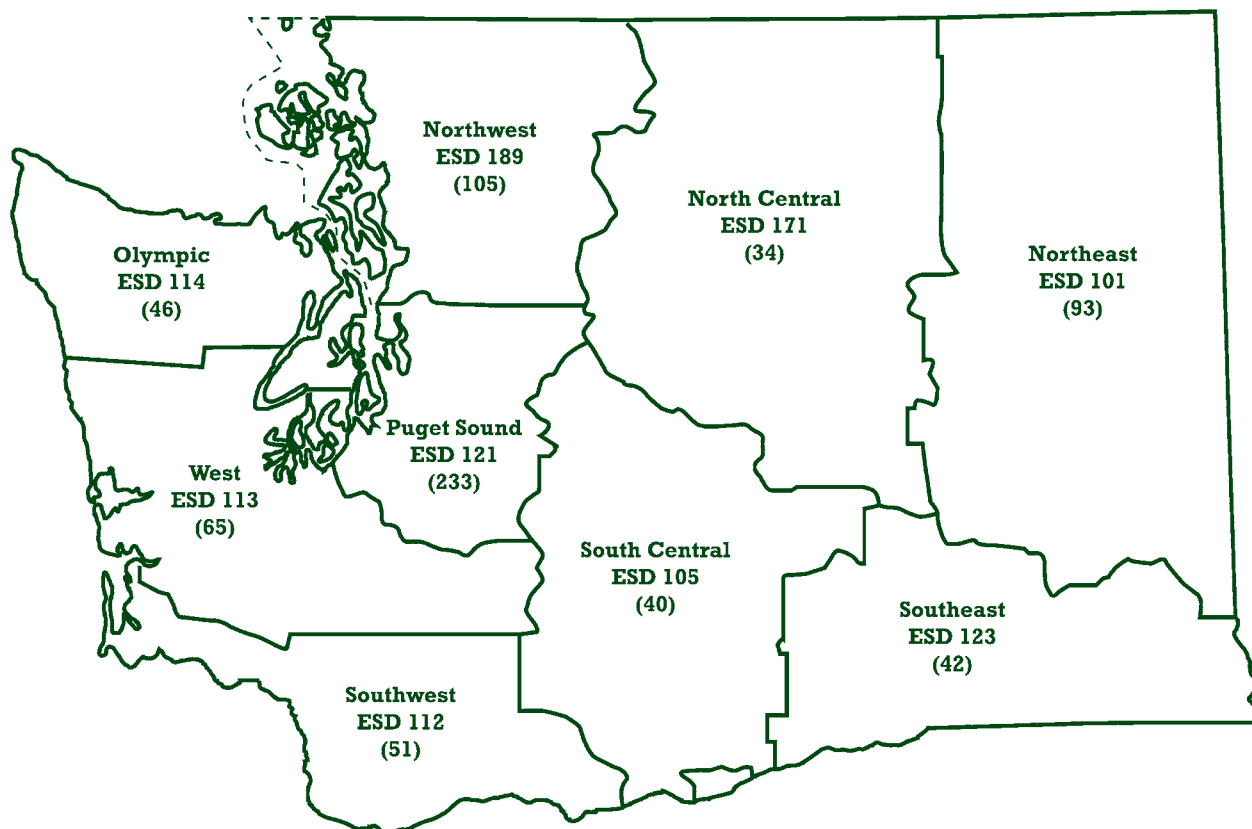 Northwest
ESD 189
(105)
North Central
ESD 171
(34)
Northeast
ESD 101
(93)
Olympic
ESD 114
(46)
Puget Sound
ESD 121
(233)
West
ESD 113
(65)
South Central
ESD 105
(40)
Southeast
ESD 123
(42)
Southwest
ESD 112
(51)